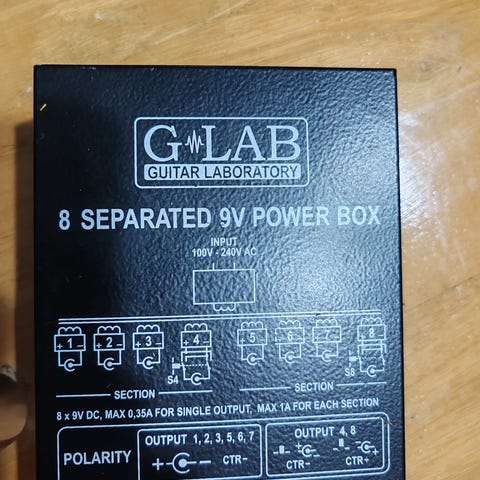 G LAB
GUITAR LABORATORY
8 SEPARATED 9V POWER BOX
INPUT
100V - 240V AC
+ 1 - + 2 - + 3 - 4 5 6 7 8
S4 S8
SECTION SECTION
8 x 9V DC, MAX 0,35A FOR SINGLE OUTPUT, MAX 1A FOR EACH SECTION
POLARITY
OUTPUT 1, 2, 3, 5, 6, 7
+ - CTR-
OUTPUT 4, 8
CTR- CTR+